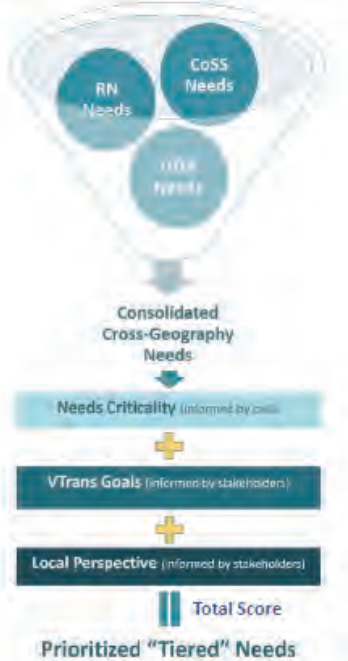 CoSS
Needs
RN
Needs
UDA
Needs
Consolidated
Cross-Geography
Needs
Needs Criticality (informed by data)
VTrans Goals (informed by stakeholders)
Local Perspective (informed by stakeholders)
Total Score
Prioritized “Tiered” Needs